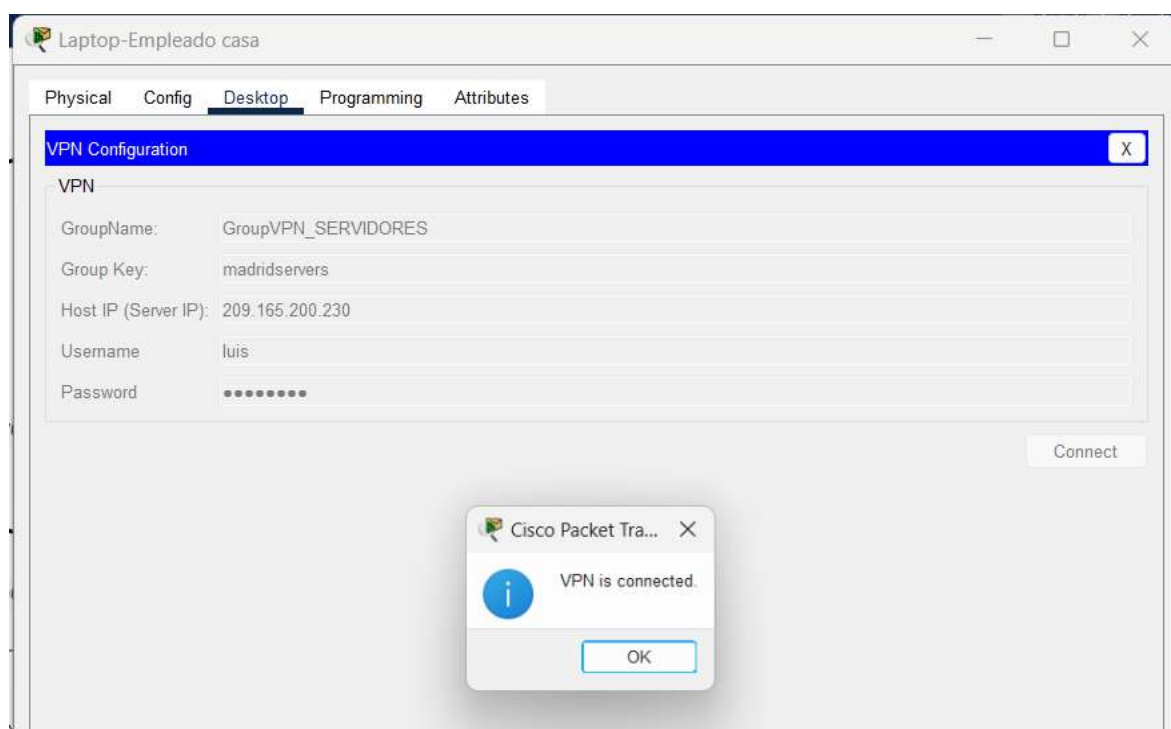 Laptop-Empleado casa
Physical Config Desktop Programming Attributes
VPN Configuration X
VPN
GroupName: GroupVPN_SERVIDORES
Group Key: madridservers
Host IP (Server IP): 209.165.200.230
Username luis
Password ●●●●●●●●
Connect
Cisco Packet Tra...
VPN is connected.
OK